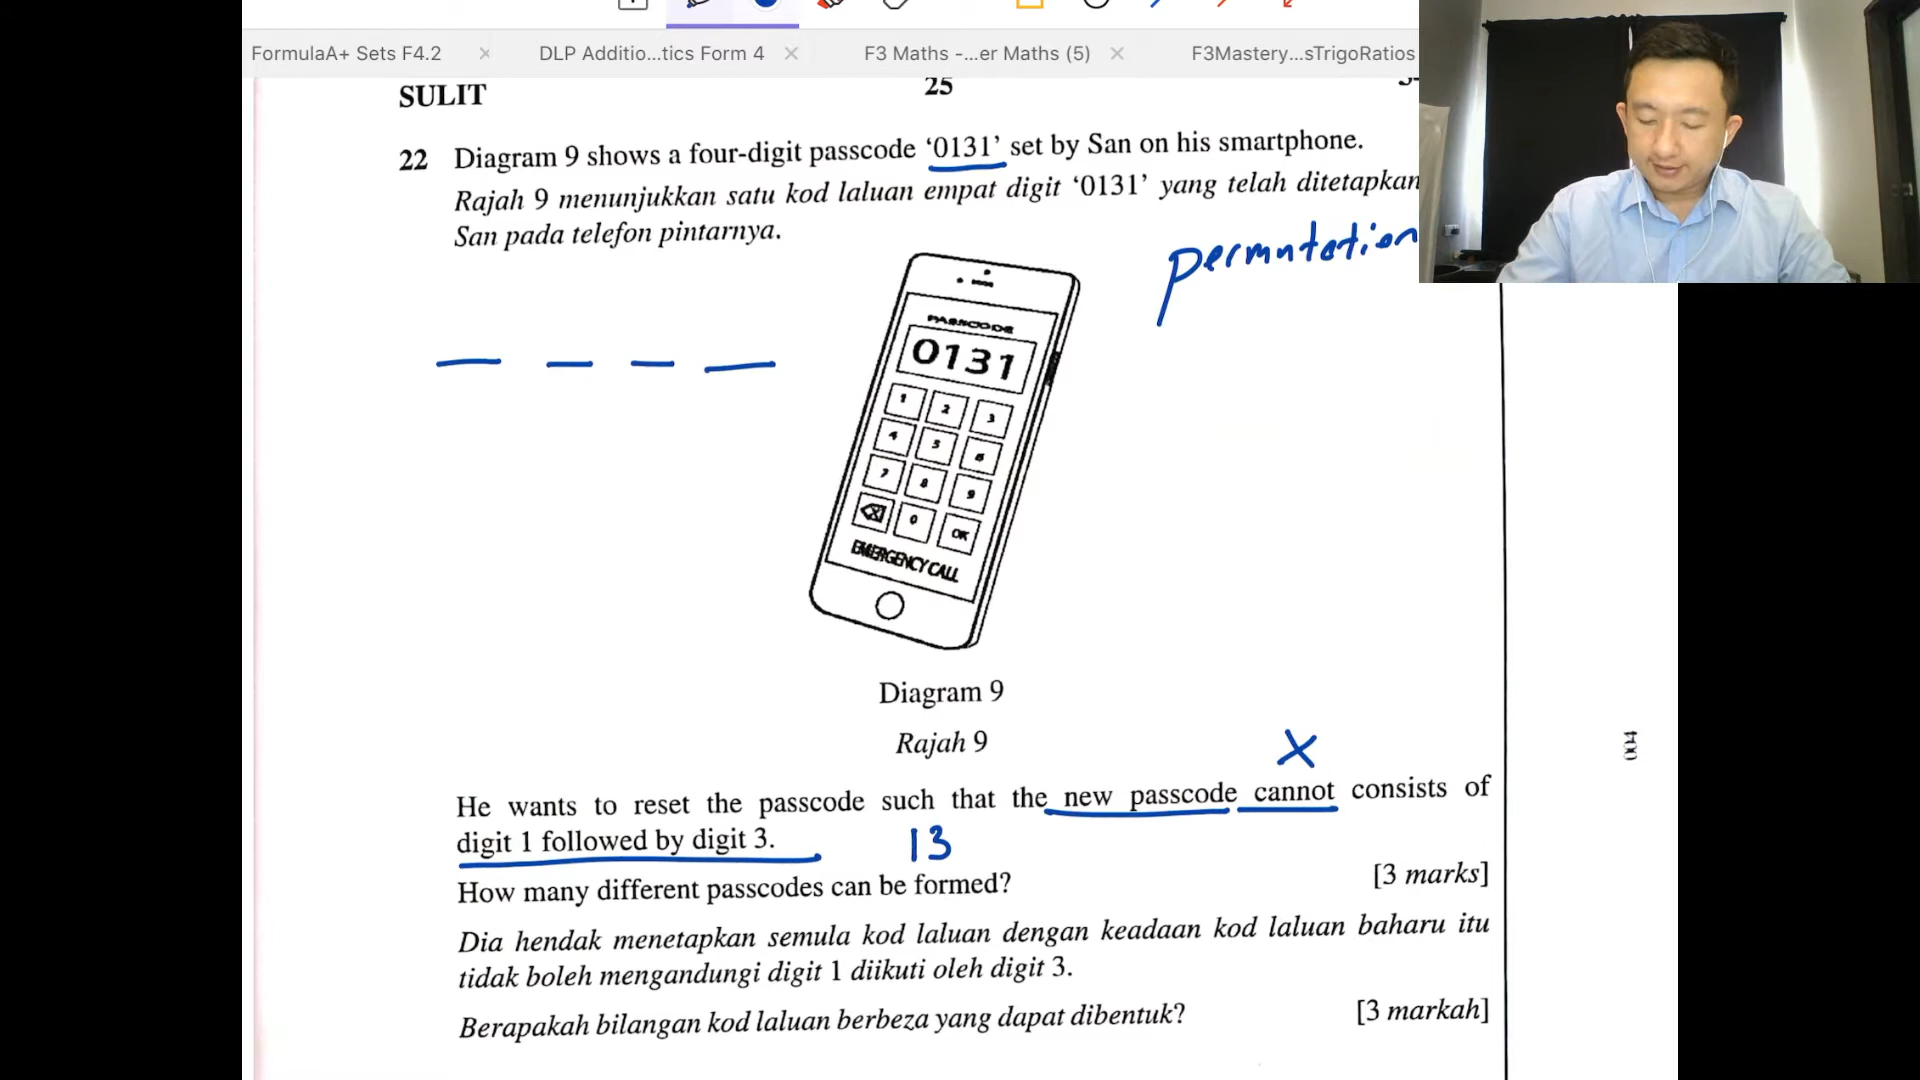 FormulaA+ Sets F4.2 × DLP Additio...tics Form 4 × F3 Maths -...er Maths (5) × F3Mastery...sTrigoRatios
SULIT 25
22 Diagram 9 shows a four-digit passcode ‘0131’ set by San on his smartphone.
Rajah 9 menunjukkan satu kod laluan empat digit ‘0131’ yang telah ditetapkan
San pada telefon pintarnya.
permutation
PASSCODE
0131
1 2 3
4 5 6
7 8 9
0 OK
EMERGENCY CALL
Diagram 9
Rajah 9
X
He wants to reset the passcode such that the new passcode cannot consists of
digit 1 followed by digit 3. 13
How many different passcodes can be formed? [3 marks]
Dia hendak menetapkan semula kod laluan dengan keadaan kod laluan baharu itu
tidak boleh mengandungi digit 1 diikuti oleh digit 3.
Berapakah bilangan kod laluan berbeza yang dapat dibentuk? [3 markah]
004